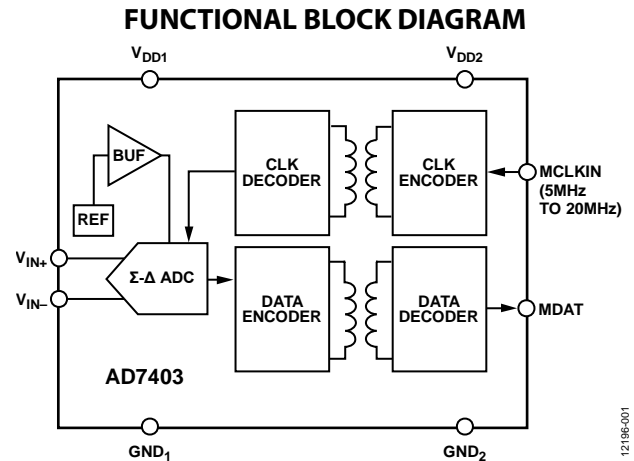 FUNCTIONAL BLOCK DIAGRAM
VDD1
VDD2
BUF
REF
CLK
DECODER
CLK
ENCODER
MCLKIN
(5MHz
TO 20MHz)
VIN+
VIN–
Σ-Δ ADC
DATA
ENCODER
DATA
DECODER
MDAT
AD7403
GND1
GND2
12196-001